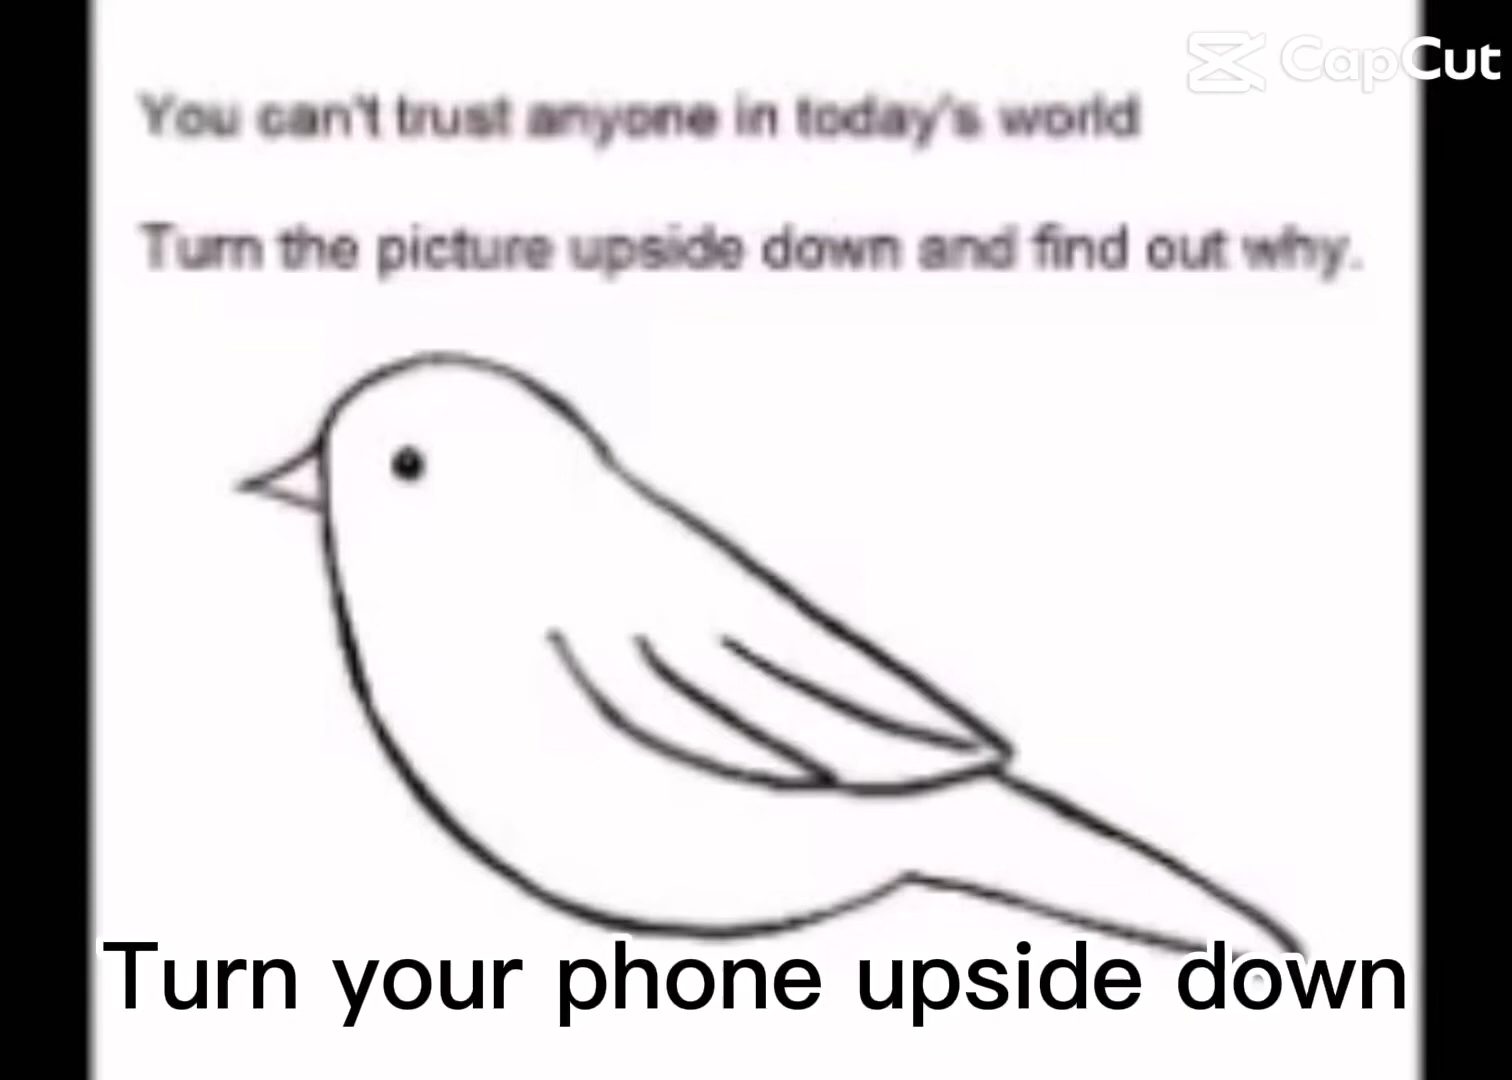 CapCut
You can't trust anyone in today's world
Turn the picture upside down and find out why.
Turn your phone upside down